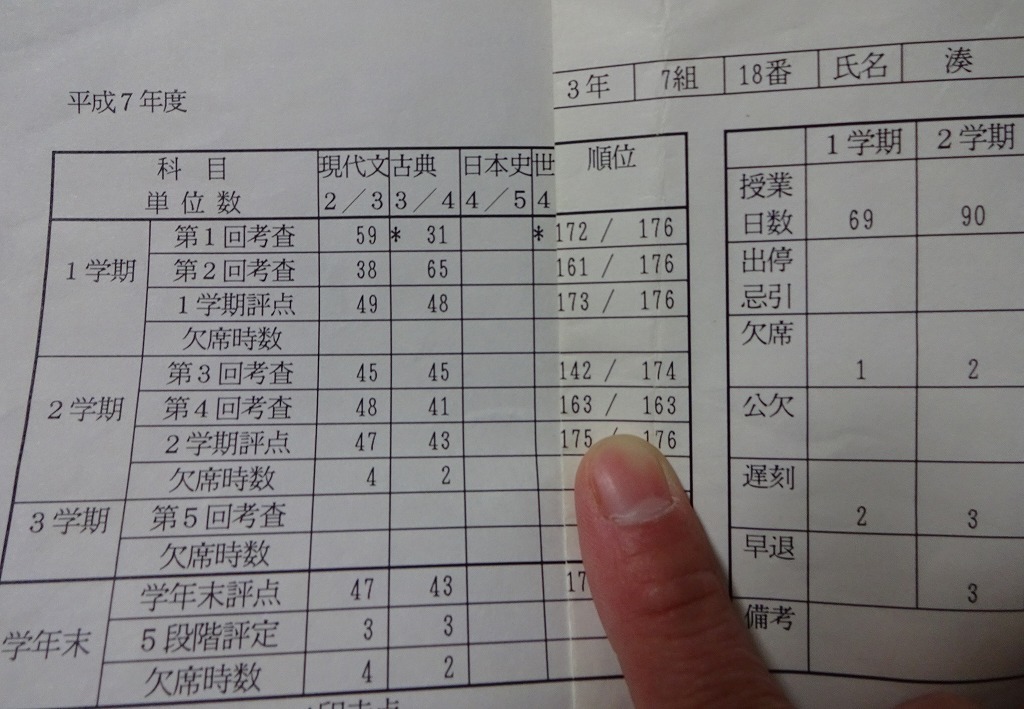 平成７年度
3年 7組 18番 氏名 湊
科 目 現代文 古典 日本史 世 順位
単 位 数 2／3 3／4 4／5 4
1学期 第1回考査 59 * 31 * 172 / 176
第2回考査 38 65 161 / 176
1学期評点 49 48 173 / 176
欠席時数
2学期 第3回考査 45 45 142 / 174
第4回考査 48 41 163 / 163
2学期評点 47 43 175 / 176
欠席時数 4 2
3学期 第5回考査
欠席時数
学年末 学年末評点 47 43 17
5段階評定 3 3
欠席時数 4 2
1学期 2学期
授業
日数 69 90
出停
忌引
欠席 1 2
公欠
遅刻 2 3
早退 3
備考